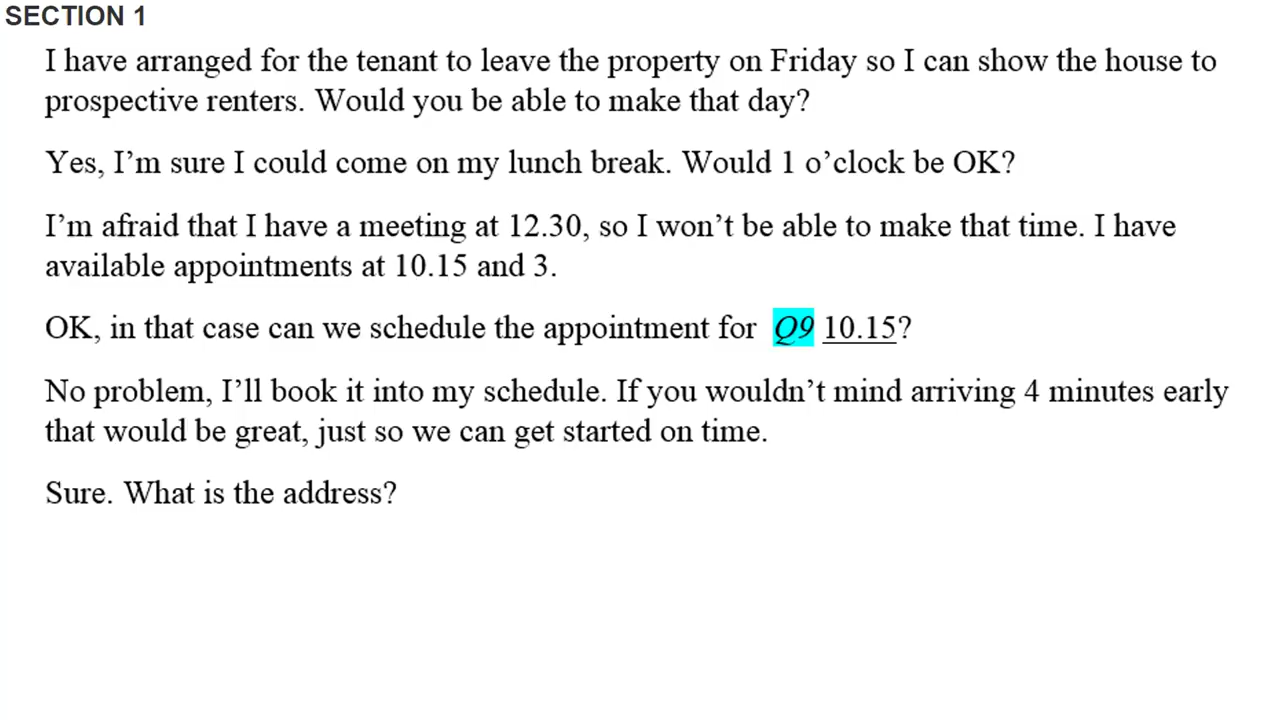 SECTION 1
I have arranged for the tenant to leave the property on Friday so I can show the house to
prospective renters. Would you be able to make that day?
Yes, I’m sure I could come on my lunch break. Would 1 o’clock be OK?
I’m afraid that I have a meeting at 12.30, so I won’t be able to make that time. I have
available appointments at 10.15 and 3.
OK, in that case can we schedule the appointment for Q9 10.15?
No problem, I’ll book it into my schedule. If you wouldn’t mind arriving 4 minutes early
that would be great, just so we can get started on time.
Sure. What is the address?